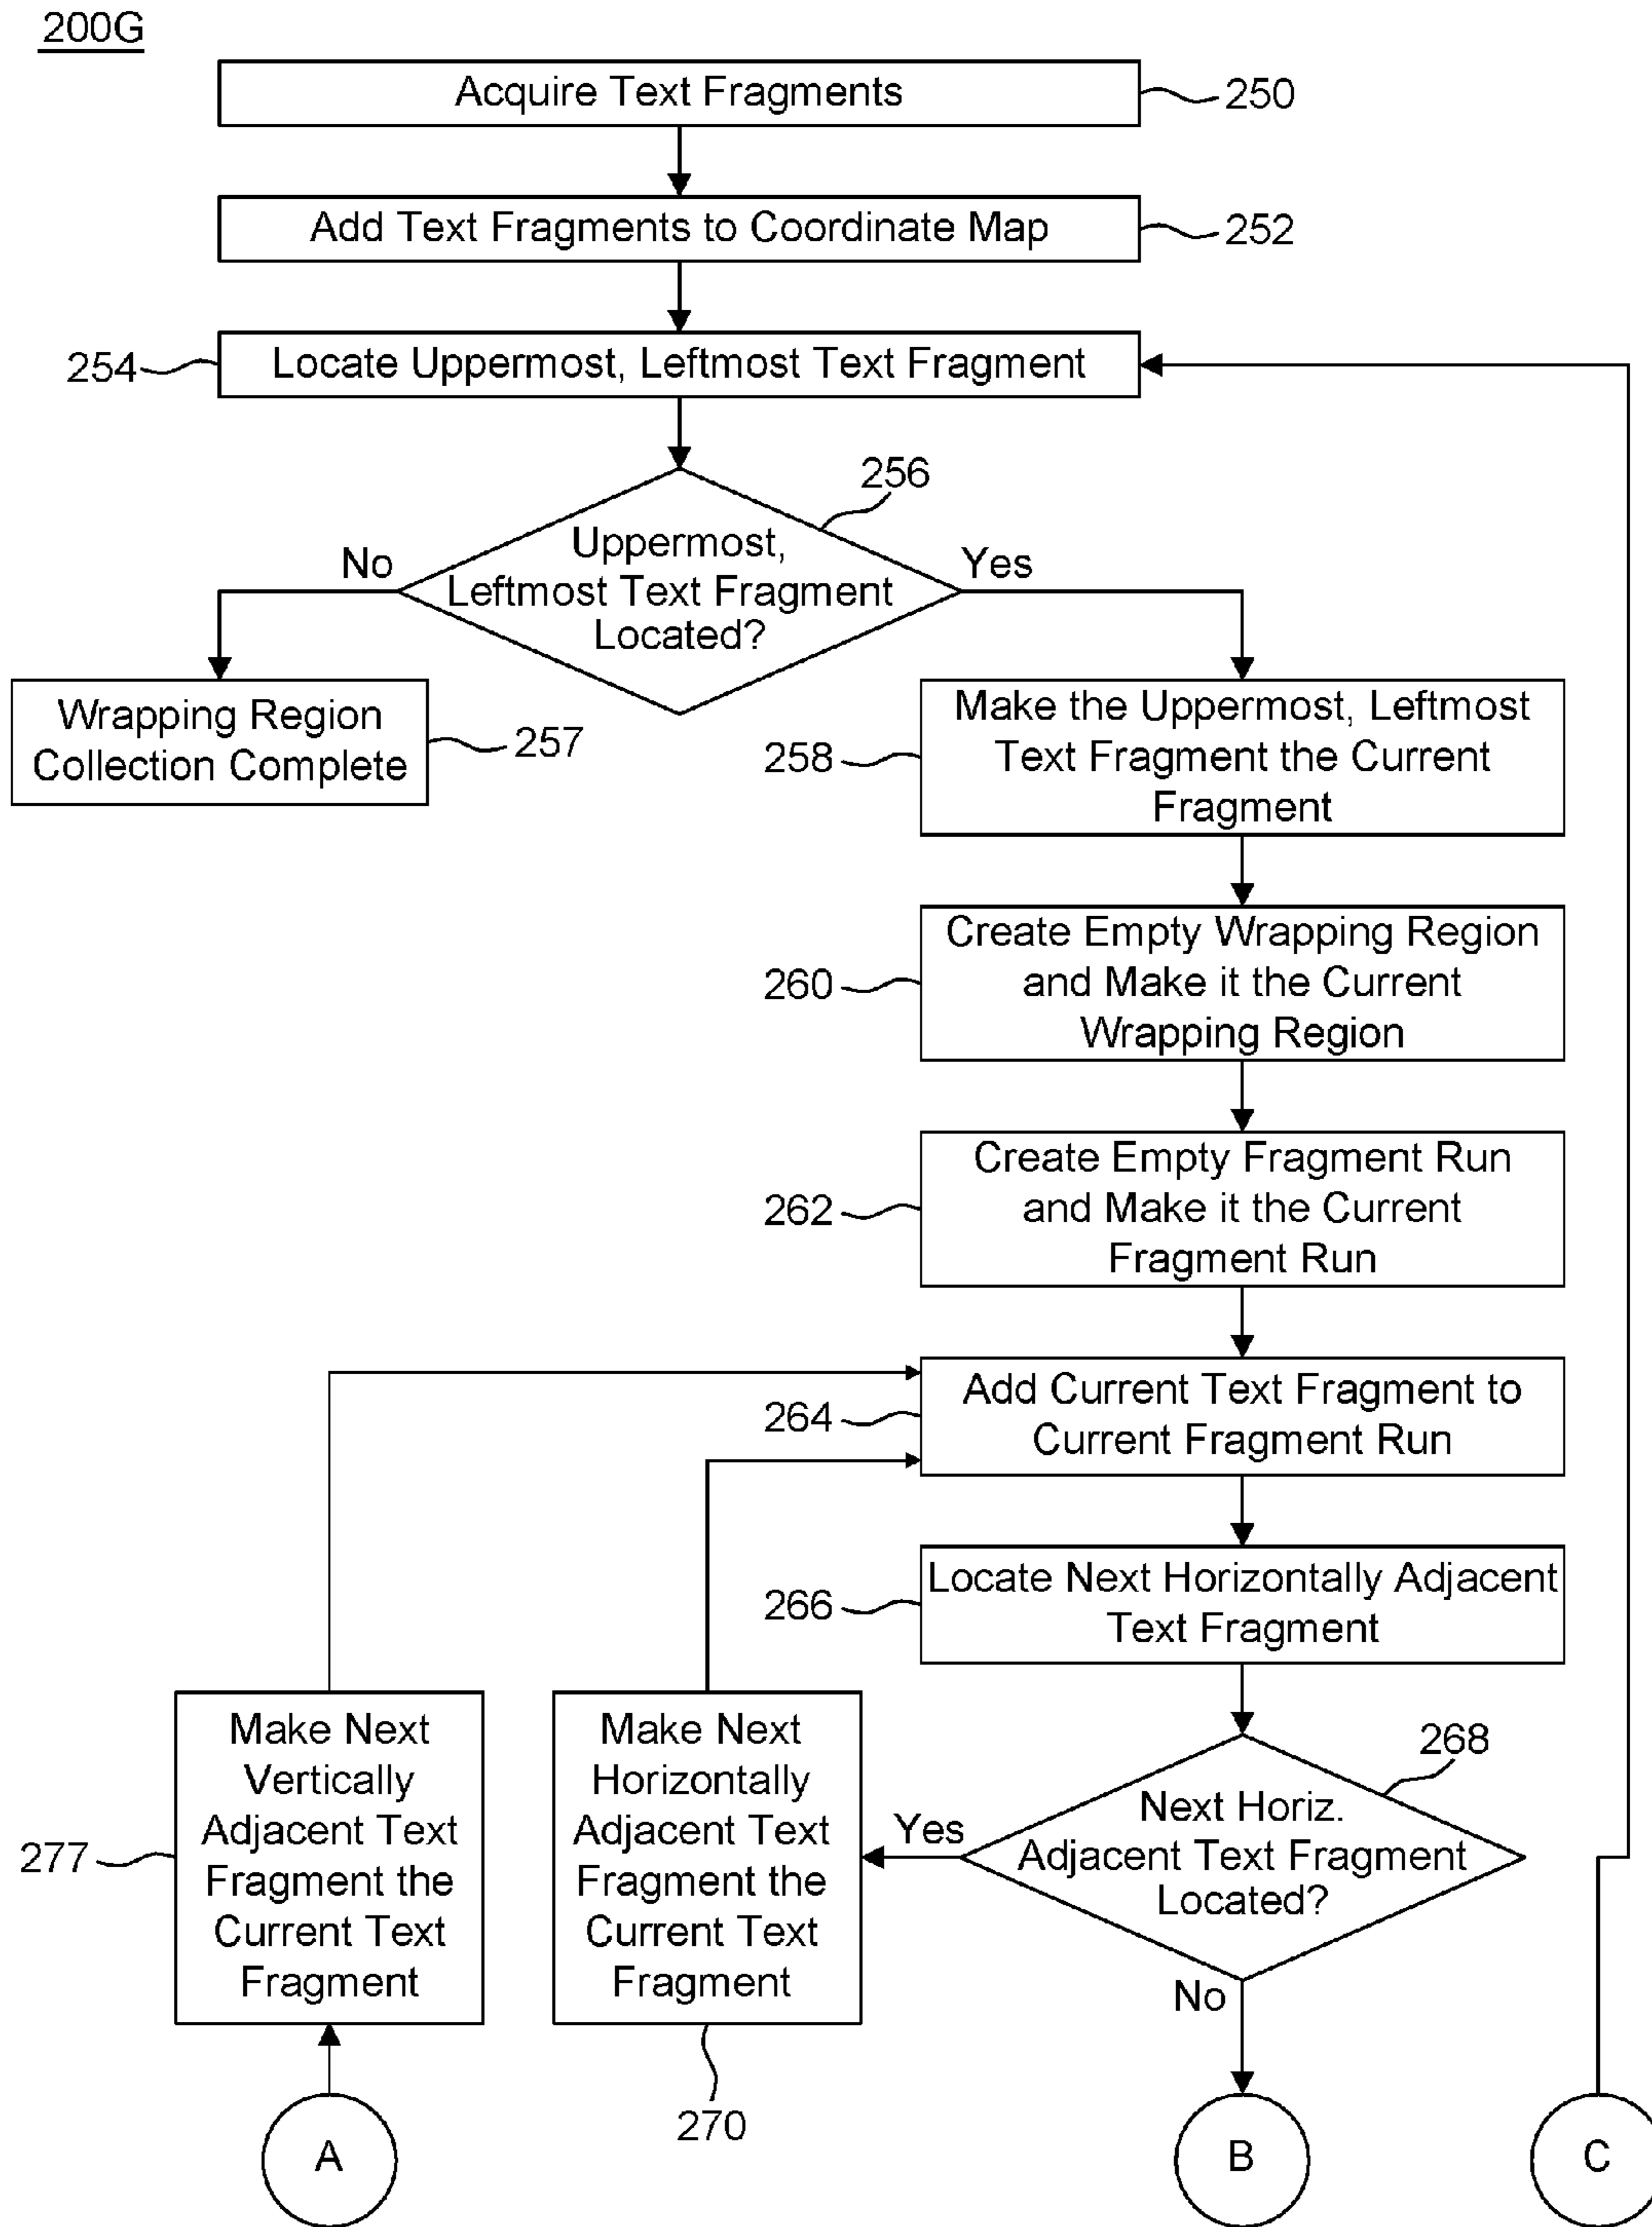 200G
Acquire Text Fragments
250
Add Text Fragments to Coordinate Map
252
254
Locate Uppermost, Leftmost Text Fragment
256
Uppermost,
Leftmost Text Fragment
Located?
No
Yes
Wrapping Region
Collection Complete
257
258
Make the Uppermost, Leftmost
Text Fragment the Current
Fragment
260
Create Empty Wrapping Region
and Make it the Current
Wrapping Region
262
Create Empty Fragment Run
and Make it the Current
Fragment Run
264
Add Current Text Fragment to
Current Fragment Run
266
Locate Next Horizontally Adjacent
Text Fragment
277
Make Next
Vertically
Adjacent Text
Fragment the
Current Text
Fragment
Make Next
Horizontally
Adjacent Text
Fragment the
Current Text
Fragment
270
Yes
268
Next Horiz.
Adjacent Text Fragment
Located?
No
A
B
C